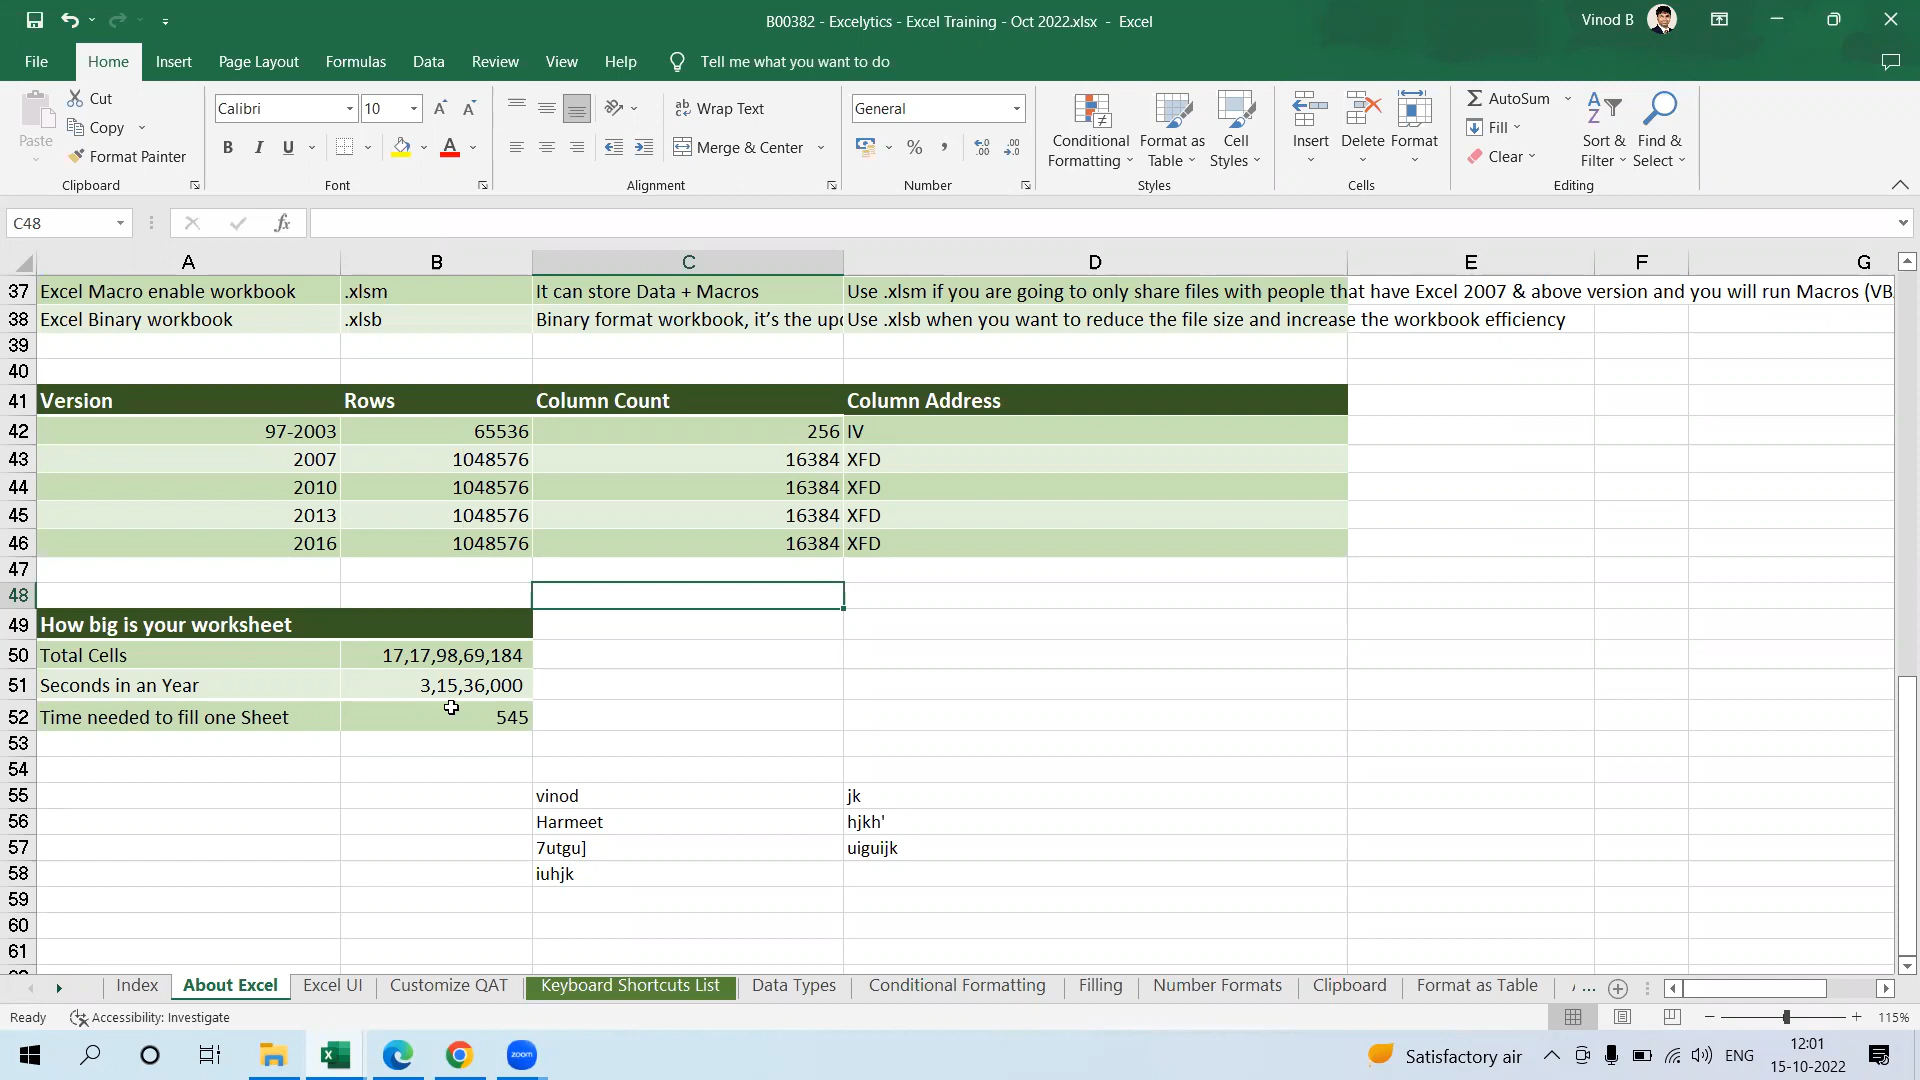 B00382 - Excelytics - Excel Training - Oct 2022.xlsx - Excel
Vinod B
File Home Insert Page Layout Formulas Data Review View Help Tell me what you want to do
Paste
Cut
Copy
Format Painter
Clipboard
Calibri 10
B I U
Font
Wrap Text
Merge & Center
Alignment
General
%
Number
Conditional Formatting
Format as Table
Cell Styles
Styles
Insert
Delete
Format
Cells
AutoSum
Fill
Clear
Sort & Filter
Find & Select
Editing
C48
fx
A B C D E F G
37 Excel Macro enable workbook .xlsm It can store Data + Macros Use .xlsm if you are going to only share files with people that have Excel 2007 & above version and you will run Macros (VB
38 Excel Binary workbook .xlsb Binary format workbook, it’s the up Use .xlsb when you want to reduce the file size and increase the workbook efficiency
39
40
41 Version Rows Column Count Column Address
42 97-2003 65536 256 IV
43 2007 1048576 16384 XFD
44 2010 1048576 16384 XFD
45 2013 1048576 16384 XFD
46 2016 1048576 16384 XFD
47
48
49 How big is your worksheet
50 Total Cells 17,17,98,69,184
51 Seconds in an Year 3,15,36,000
52 Time needed to fill one Sheet 545
53
54
55 vinod jk
56 Harmeet hjkh'
57 7utgu] uiguijk
58 iuhjk
59
60
61
Index About Excel Excel UI Customize QAT Keyboard Shortcuts List Data Types Conditional Formatting Filling Number Formats Clipboard Format as Table ...
Ready Accessibility: Investigate 115%
zoom
Satisfactory air ENG
12:01
15-10-2022